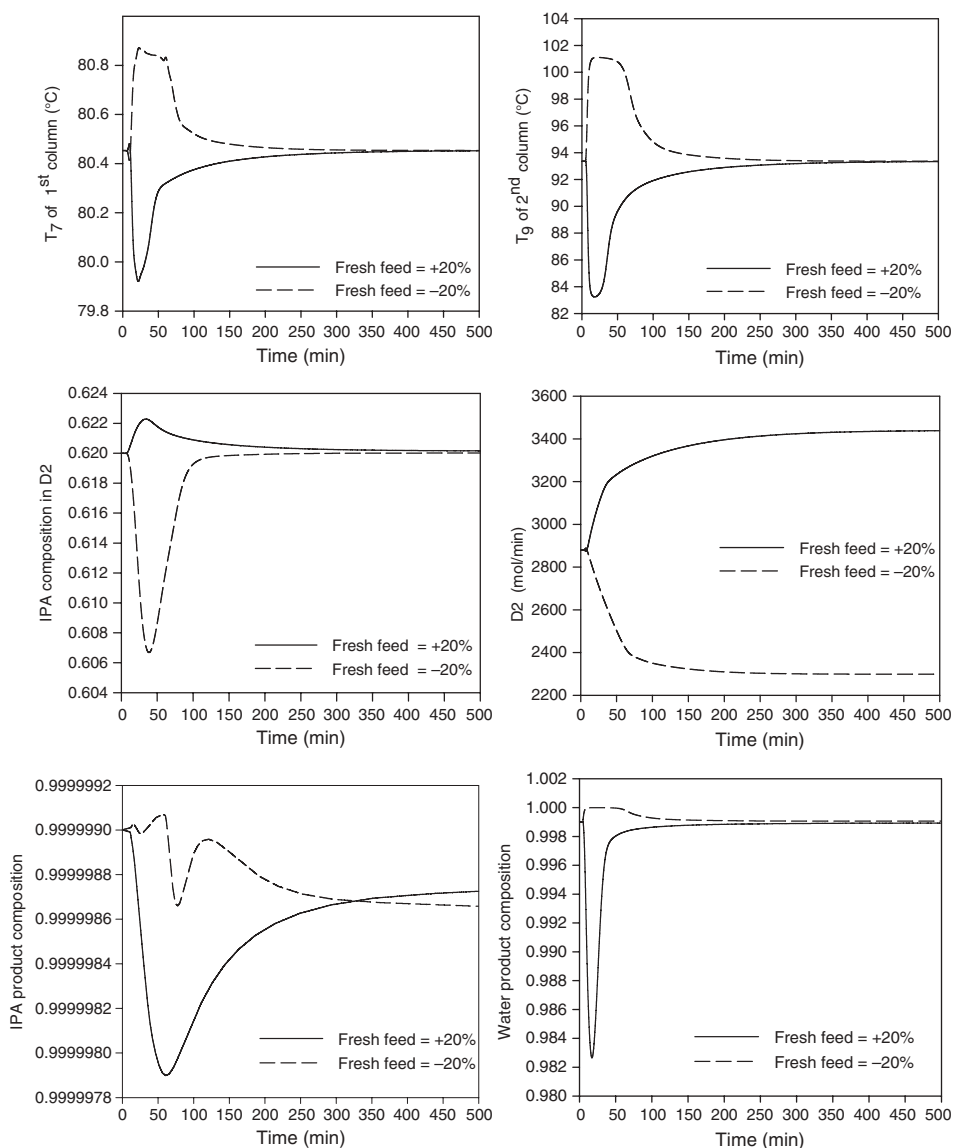 T7 of 1st column (°C)
80.8
80.6
80.4
80.2
80.0
79.8
Fresh feed = +20%
Fresh feed = –20%
0 50 100 150 200 250 300 350 400 450 500
Time (min)
T9 of 2nd column (°C)
104
102
100
98
96
94
92
90
88
86
84
82
Fresh feed = +20%
Fresh feed = –20%
0 50 100 150 200 250 300 350 400 450 500
Time (min)
IPA composition in D2
0.624
0.622
0.620
0.618
0.616
0.614
0.612
0.610
0.608
0.606
0.604
Fresh feed = +20%
Fresh feed = –20%
0 50 100 150 200 250 300 350 400 450 500
Time (min)
D2 (mol/min)
3600
3400
3200
3000
2800
2600
2400
2200
Fresh feed = +20%
Fresh feed = –20%
0 50 100 150 200 250 300 350 400 450 500
Time (min)
IPA product composition
0.9999992
0.9999990
0.9999988
0.9999986
0.9999984
0.9999982
0.9999980
0.9999978
Fresh feed = +20%
Fresh feed = –20%
0 50 100 150 200 250 300 350 400 450 500
Time (min)
Water product composition
1.002
1.000
0.998
0.996
0.994
0.992
0.990
0.988
0.986
0.984
0.982
0.980
Fresh feed = +20%
Fresh feed = –20%
0 50 100 150 200 250 300 350 400 450 500
Time (min)